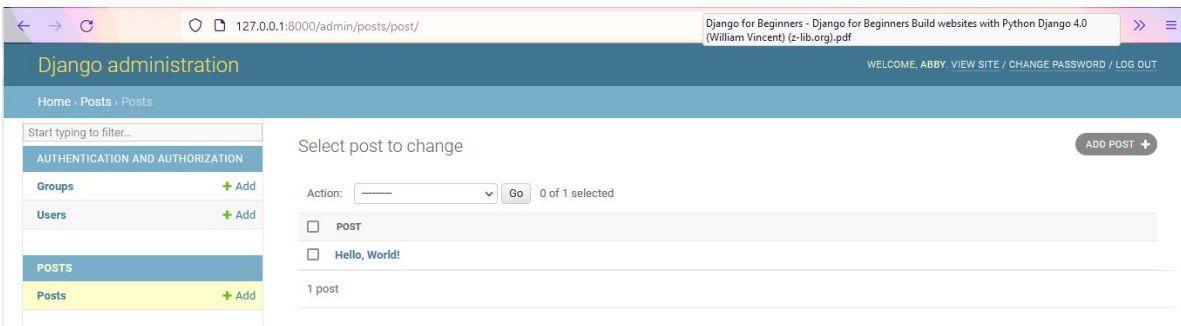 127.0.0.1:8000/admin/posts/post/
Django for Beginners - Django for Beginners Build websites with Python Django 4.0
(William Vincent) (z-lib.org).pdf
Django administration
WELCOME, ABBY. VIEW SITE / CHANGE PASSWORD / LOG OUT
Home › Posts › Posts
Start typing to filter...
AUTHENTICATION AND AUTHORIZATION
Groups + Add
Users + Add
POSTS
Posts + Add
Select post to change
ADD POST +
Action: --------- Go 0 of 1 selected
POST
Hello, World!
1 post